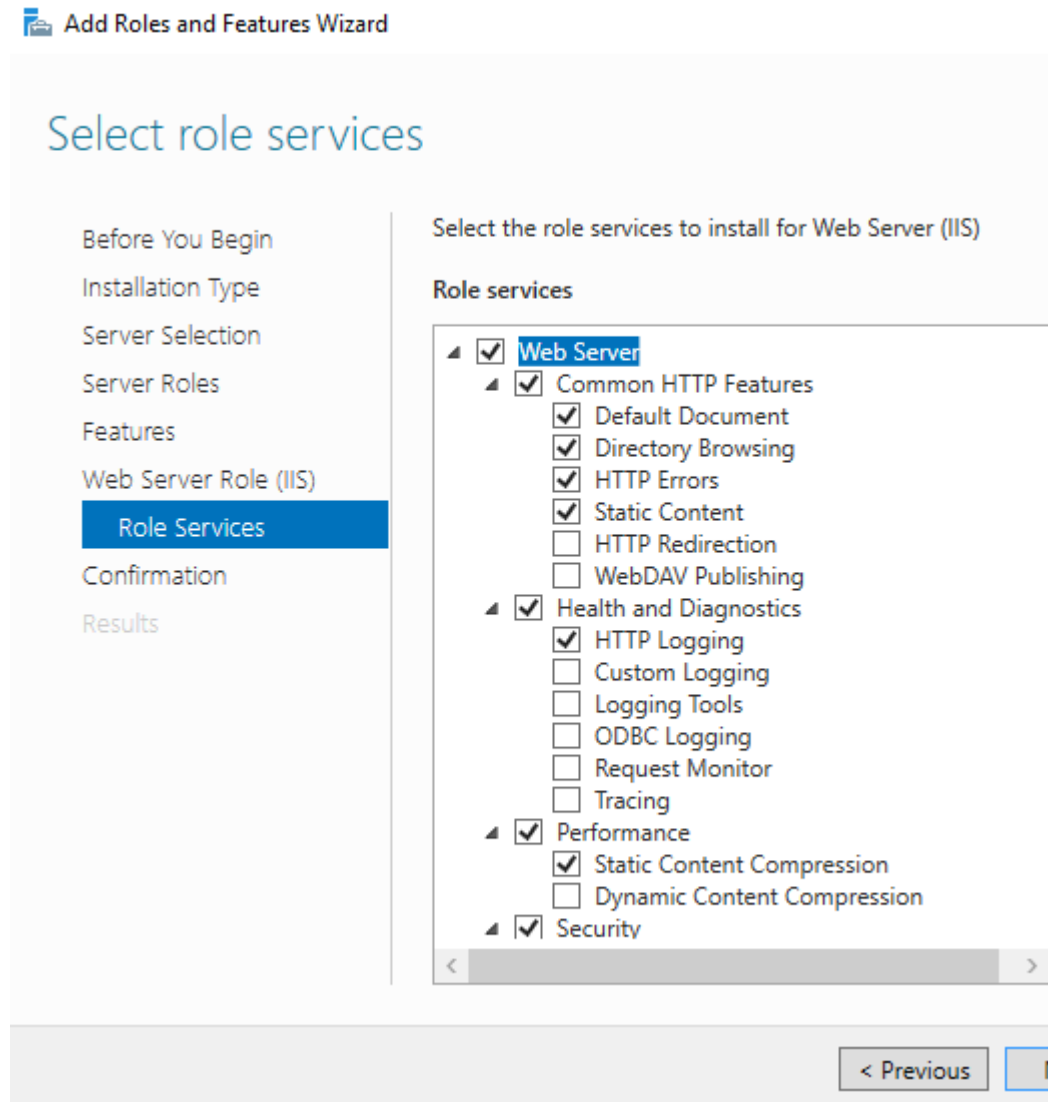 Add Roles and Features Wizard
Select role services
Before You Begin
Installation Type
Server Selection
Server Roles
Features
Web Server Role (IIS)
Role Services
Confirmation
Results
Select the role services to install for Web Server (IIS)
Role services
Web Server
Common HTTP Features
Default Document
Directory Browsing
HTTP Errors
Static Content
HTTP Redirection
WebDAV Publishing
Health and Diagnostics
HTTP Logging
Custom Logging
Logging Tools
ODBC Logging
Request Monitor
Tracing
Performance
Static Content Compression
Dynamic Content Compression
Security
< Previous